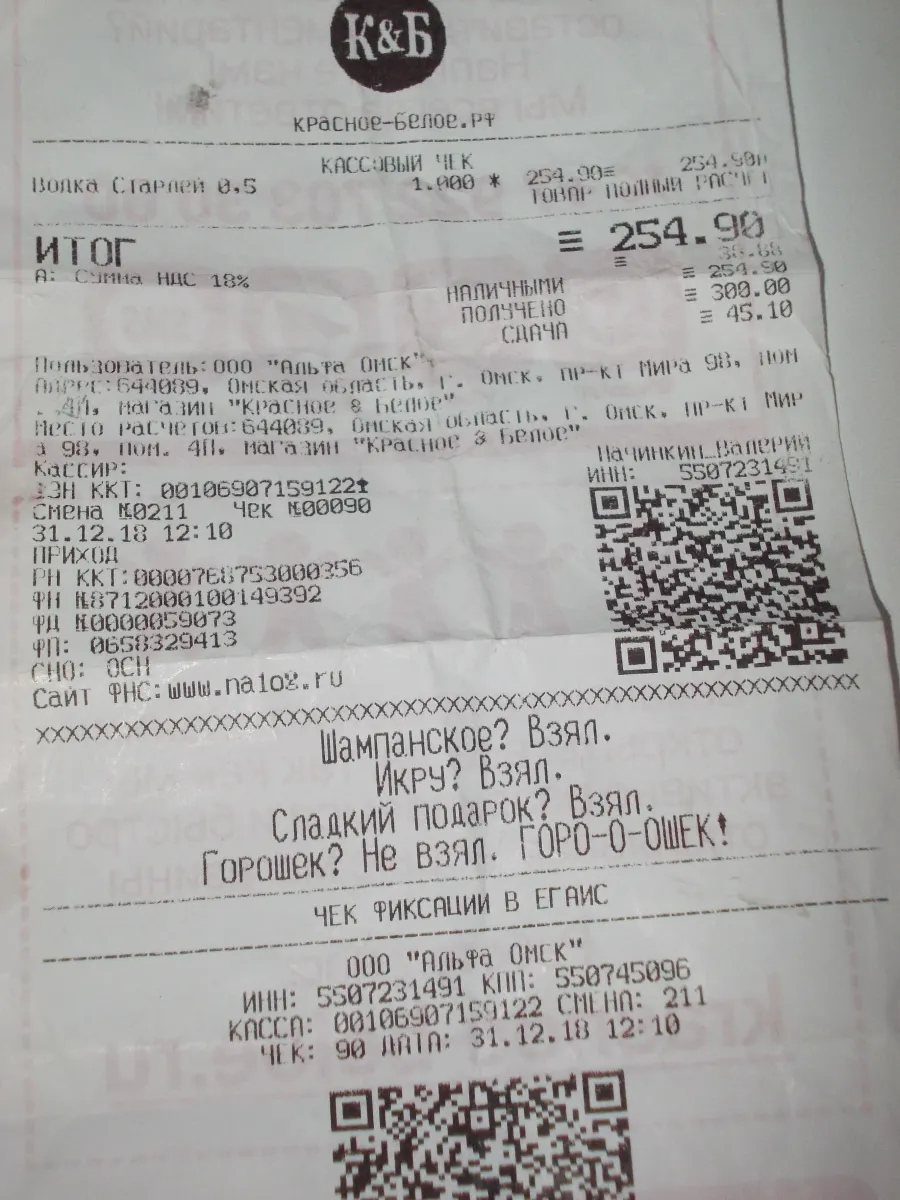 К&Б
красное-белое.рф
КАССОВЫЙ ЧЕК
Водка Старлей 0,5 1.000 * 254.90≡ 254.90
ТОВАР ПОЛНЫЙ РАСЧЕТ
ИТОГ ≡ 254.90
А: Сумма НДС 18% ≡ 38.88
НАЛИЧНЫМИ ≡ 254.90
ПОЛУЧЕНО ≡ 300.00
СДАЧА ≡ 45.10
Пользователь:ООО "Альфа Омск"
Адрес:644089, Омская область, г. Омск, пр-кт Мира 98, пом
. 4П, магазин "Красное & Белое"
Место расчетов:644089, Омская область, г. Омск, пр-кт Мир
а 98, пом. 4П, магазин "Красное & Белое"
Кассир: Начинкин_Валерий
ЗН ККТ: 00106907159122 ИНН: 5507231491
Смена №0211 Чек №00090
31.12.18 12:10
ПРИХОД
РН ККТ:0000768753000356
ФН №8712000100149392
ФД №0000059073
ФП: 0658329413
СНО: ОСН
Сайт ФНС:www.nalog.ru
Шампанское? Взял.
Икру? Взял.
Сладкий подарок? Взял.
Горошек? Не взял. ГОРО-О-ОШЕК!
ЧЕК ФИКСАЦИИ В ЕГАИС
ООО "Альфа Омск"
ИНН: 5507231491 КПП: 550745096
КАССА: 00106907159122 СМЕНА: 211
ЧЕК: 90 ДАТА: 31.12.18 12:10